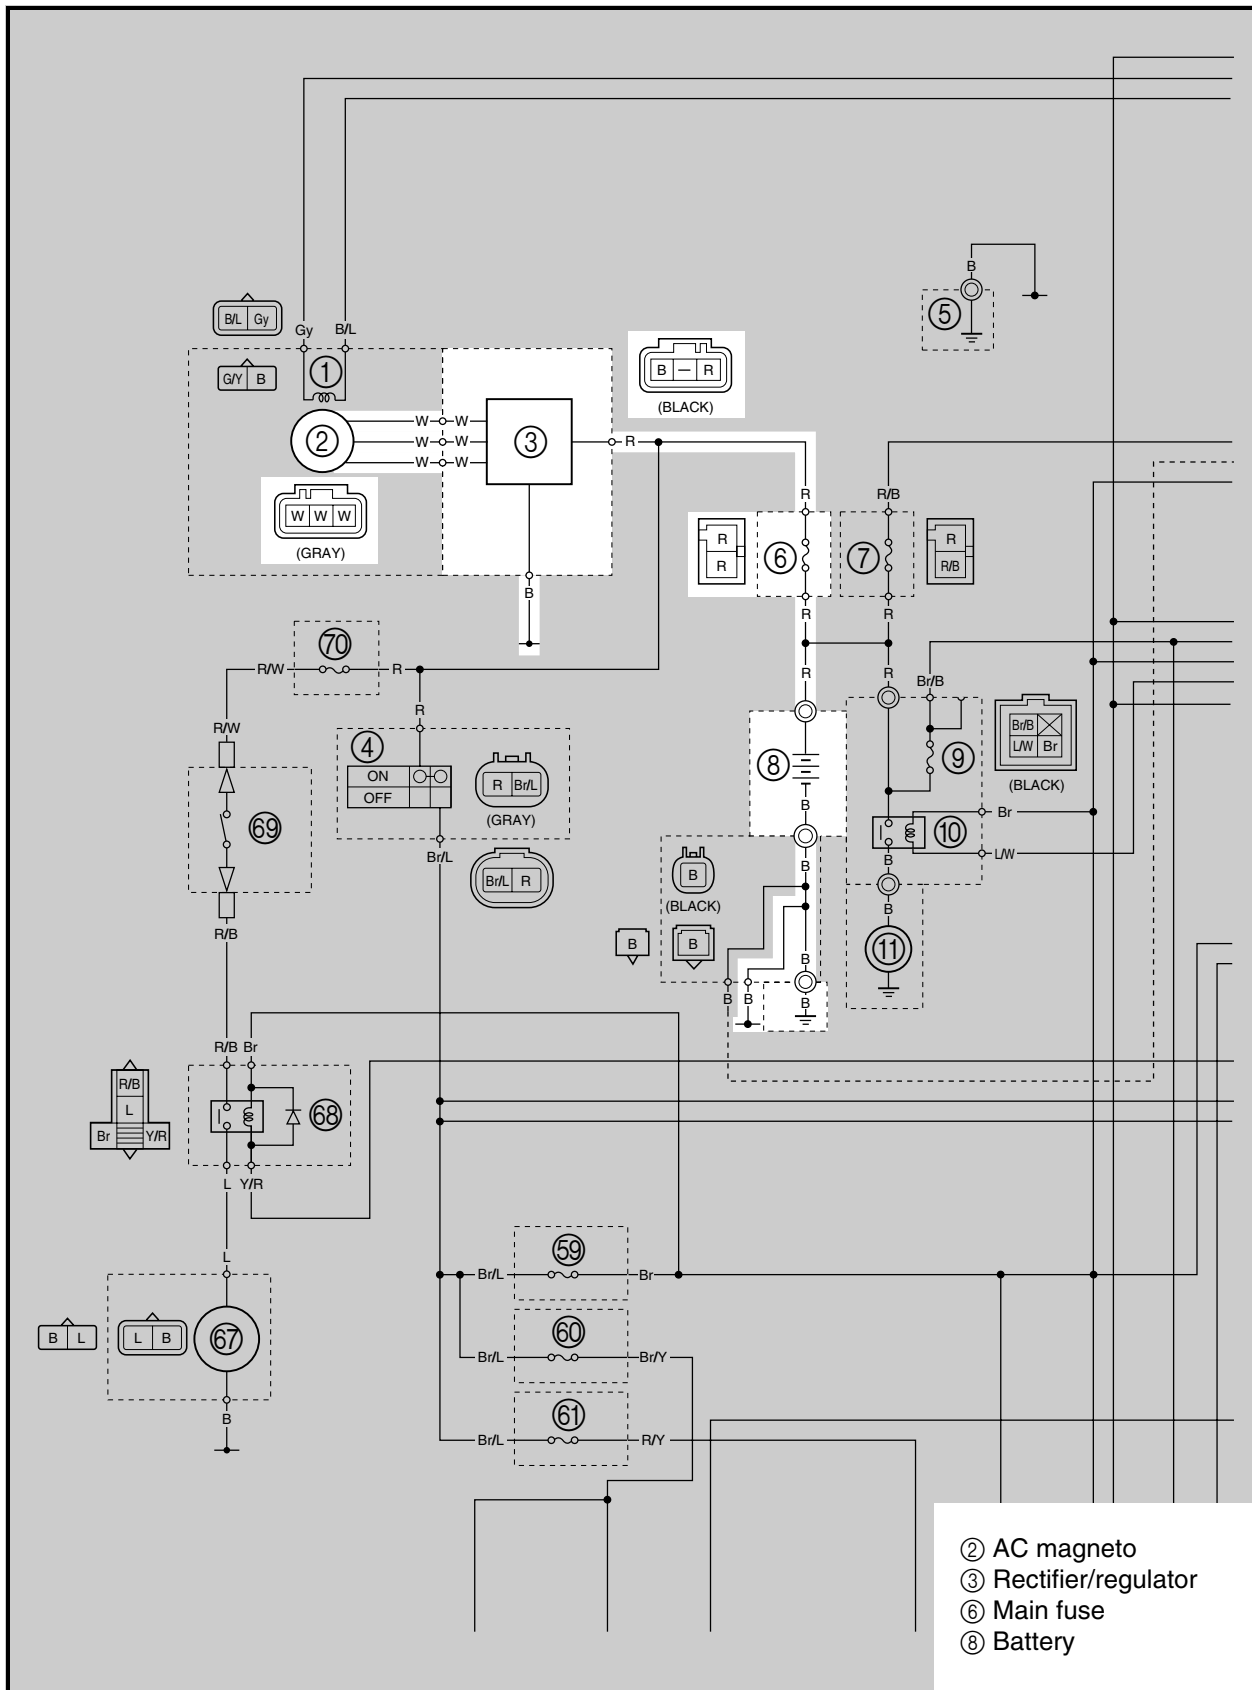 B
B/L Gy
Gy B/L
5
G/Y B
1
B — R
(BLACK)
2
W W
W W
W W
3
R
W W W
(GRAY)
R R/B
R
R
6
7
R
R/B
B
R R
70
R/W R
R R
Br/B
R
R/W
4
ON
OFF
R Br/L
(GRAY)
8
9
Br/B
L/W Br
(BLACK)
B
Br
69
10
L/W
Br/L
B
B
B
(BLACK)
Br/L R
B
R/B
B
B
11
B
B B
B
R/B Br
R/B
L
Br Y/R
68
L Y/R
L
59
Br/L Br
60
Br/L Br/Y
B L
L B
67
61
Br/L R/Y
B
② AC magneto
③ Rectifier/regulator
⑥ Main fuse
⑧ Battery